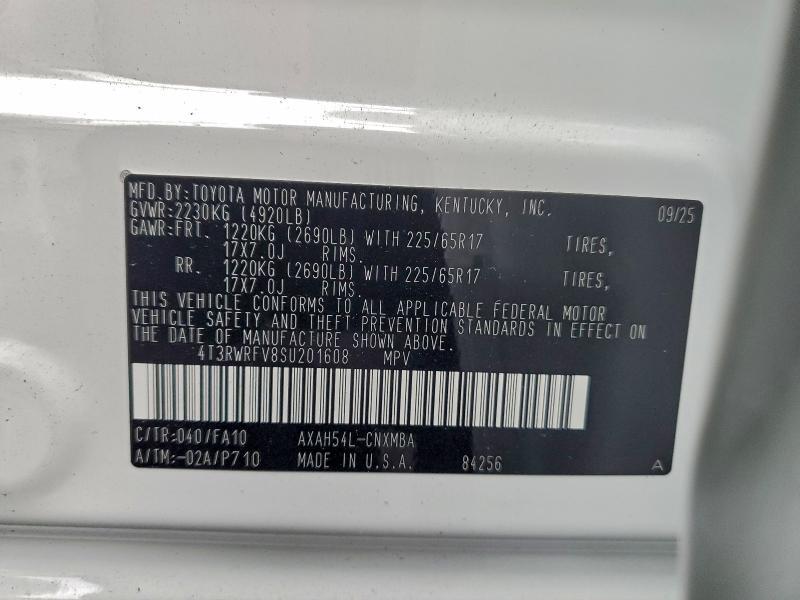 MFD. BY: TOYOTA MOTOR MANUFACTURING, KENTUCKY, INC. 09/25
GVWR: 2230KG (4920LB)
GAWR: FRT. 1220KG (2690LB) WITH 225/65R17 TIRES,
17X7.0J RIMS.
RR. 1220KG (2690LB) WITH 225/65R17 TIRES,
17X7.0J RIMS.
THIS VEHICLE CONFORMS TO ALL APPLICABLE FEDERAL MOTOR
VEHICLE SAFETY AND THEFT PREVENTION STANDARDS IN EFFECT ON
THE DATE OF MANUFACTURE SHOWN ABOVE.
4T3RWRFV8SU201608 MPV
C/TR: 040/FA10 AXAH54L-CNXMBA
A/TM: -02A/P710 MADE IN U.S.A. 84256 A